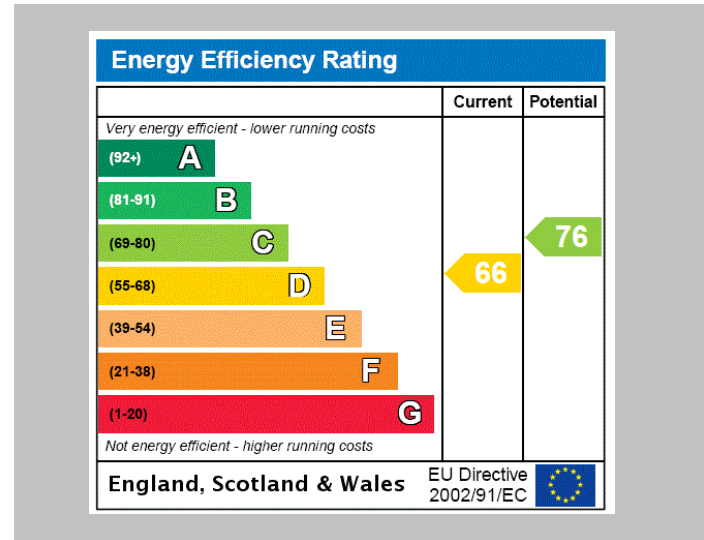 Energy Efficiency Rating
Current Potential
Very energy efficient - lower running costs
(92+) A
(81-91) B
(69-80) C
76
(55-68) D
66
(39-54) E
(21-38) F
(1-20) G
Not energy efficient - higher running costs
England, Scotland & Wales
EU Directive
2002/91/EC